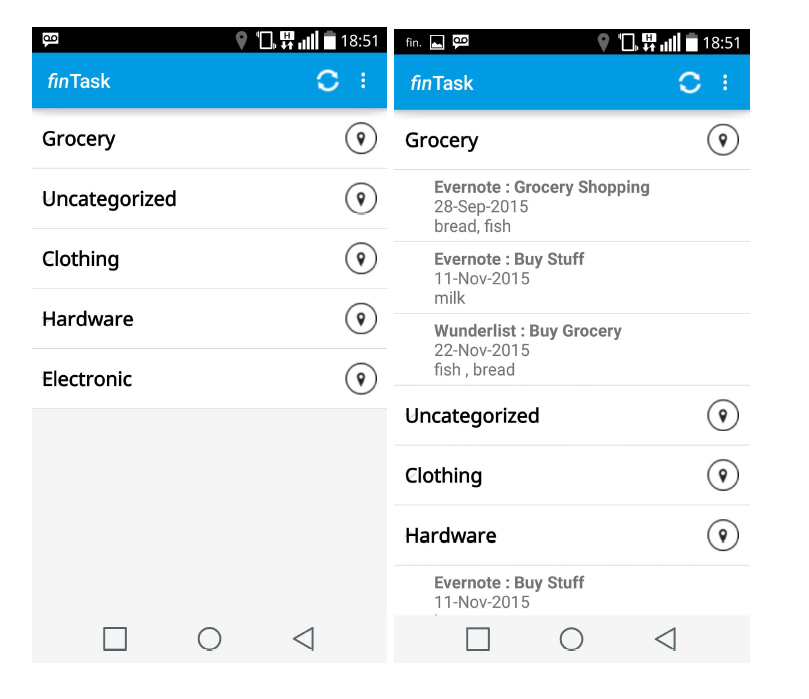 18:51
finTask
Grocery
Uncategorized
Clothing
Hardware
Electronic
fin. H 18:51
finTask
Grocery
Evernote : Grocery Shopping
28-Sep-2015
bread, fish
Evernote : Buy Stuff
11-Nov-2015
milk
Wunderlist : Buy Grocery
22-Nov-2015
fish , bread
Uncategorized
Clothing
Hardware
Evernote : Buy Stuff
11-Nov-2015